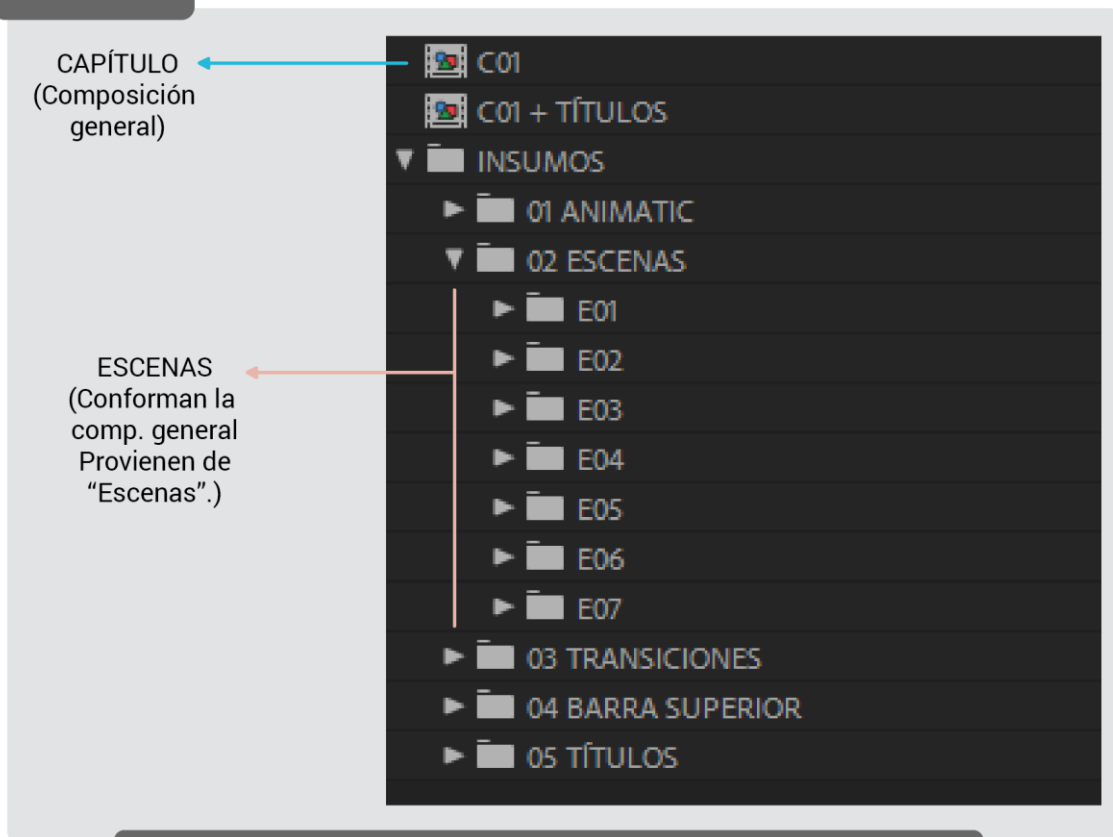 CAPÍTULO
(Composición
general)
C01
C01 + TÍTULOS
INSUMOS
01 ANIMATIC
02 ESCENAS
E01
E02
E03
ESCENAS
(Conforman la
comp. general
Provienen de
“Escenas”.)
E04
E05
E06
E07
03 TRANSICIONES
04 BARRA SUPERIOR
05 TÍTULOS